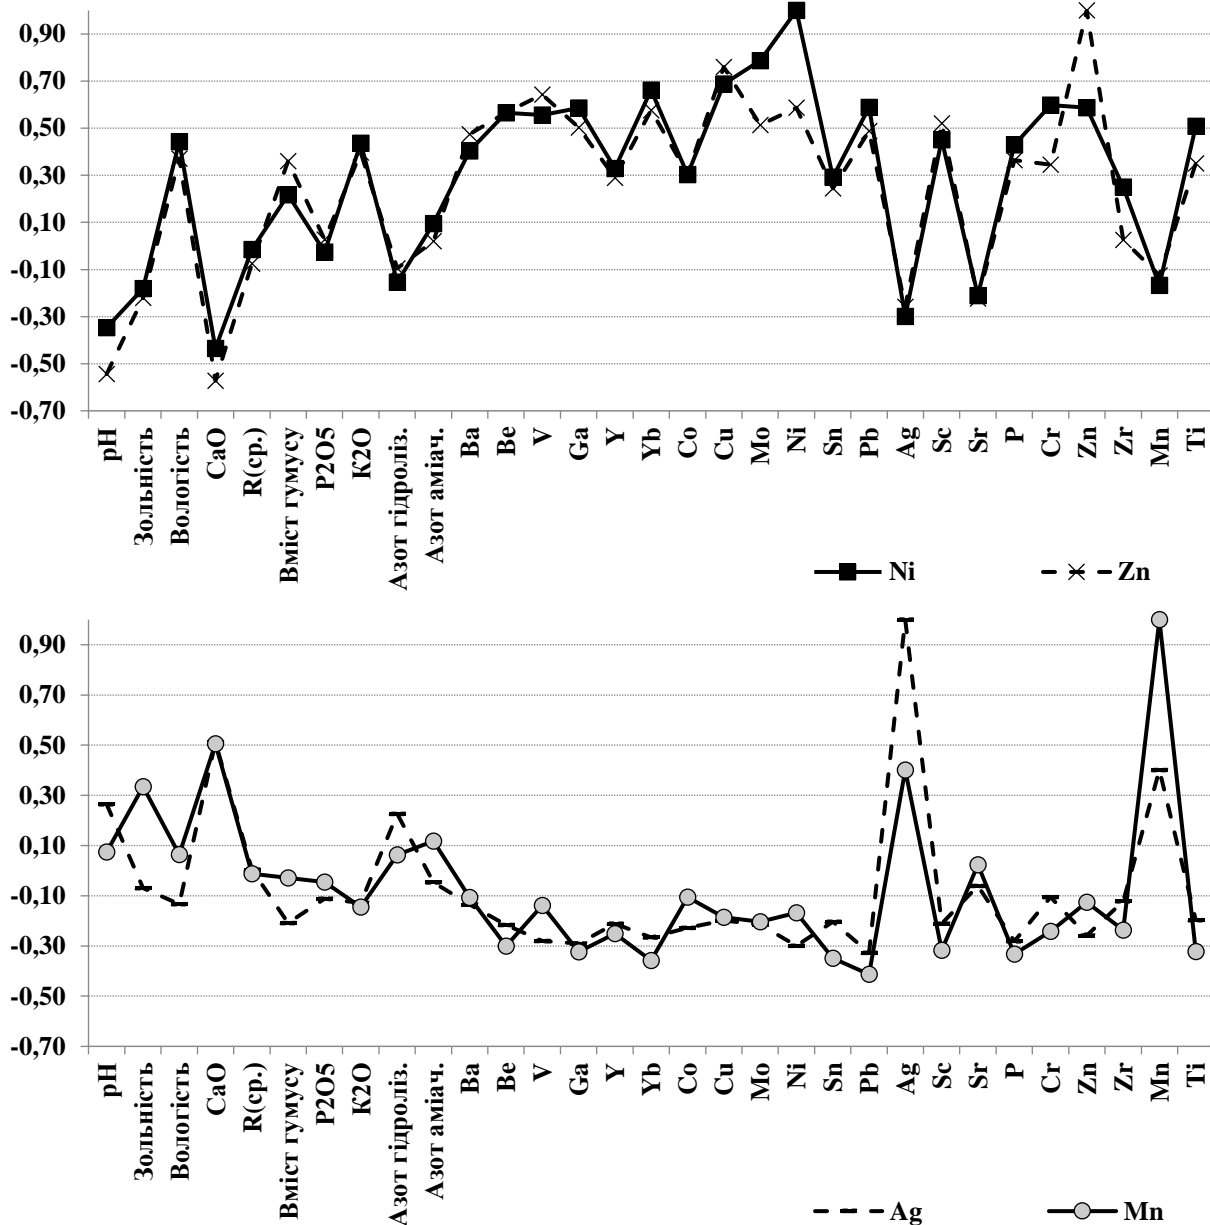 0,90
0,70
0,50
0,30
0,10
-0,10
-0,30
-0,50
-0,70
pH
Зольність
Вологість
CaO
R(ср.)
Вміст гумусу
P2O5
K2O
Азот гідроліз.
Азот аміач.
Ba
Be
V
Ga
Y
Yb
Co
Cu
Mo
Ni
Sn
Pb
Ag
Sc
Sr
P
Cr
Zn
Zr
Mn
Ti
Ni
Zn
0,90
0,70
0,50
0,30
0,10
-0,10
-0,30
-0,50
-0,70
pH
Зольність
Вологість
CaO
R(ср.)
Вміст гумусу
P2O5
K2O
Азот гідроліз.
Азот аміач.
Ba
Be
V
Ga
Y
Yb
Co
Cu
Mo
Ni
Sn
Pb
Ag
Sc
Sr
P
Cr
Zn
Zr
Mn
Ti
Ag
Mn